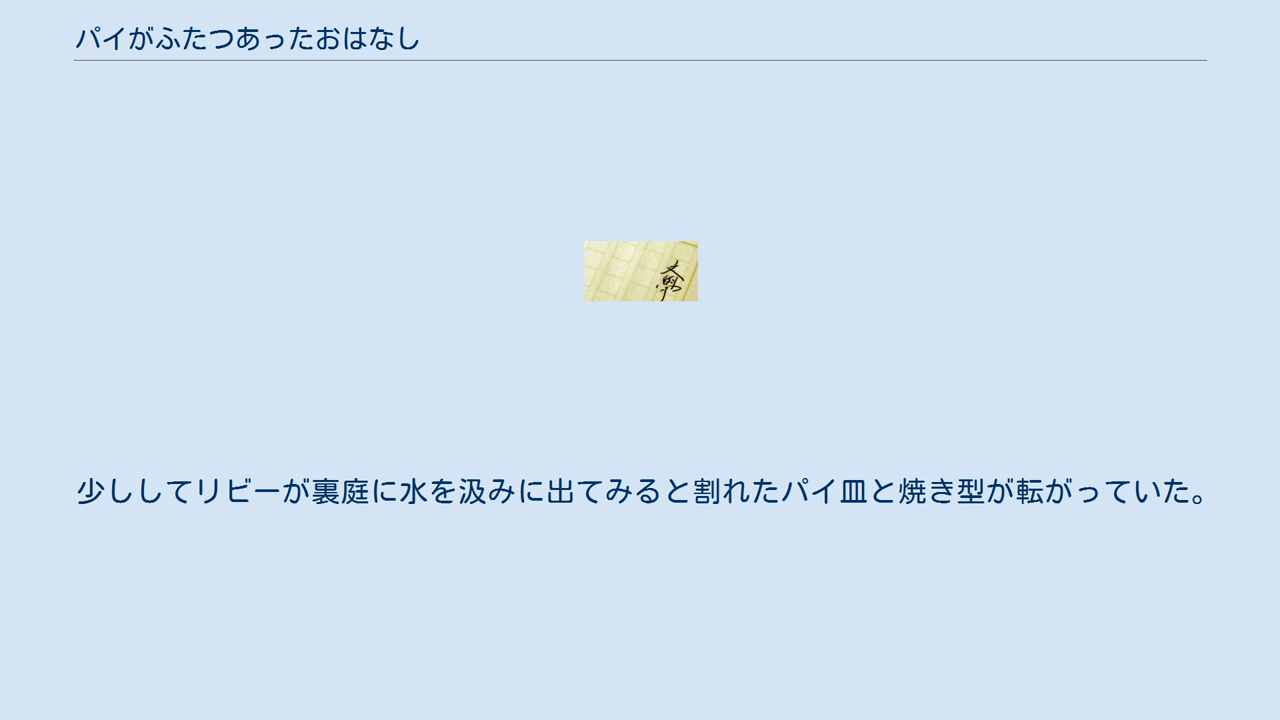 パイがふたつあったおはなし
少ししてリビーが裏庭に水を汲みに出てみると割れたパイ皿と焼き型が転がっていた。